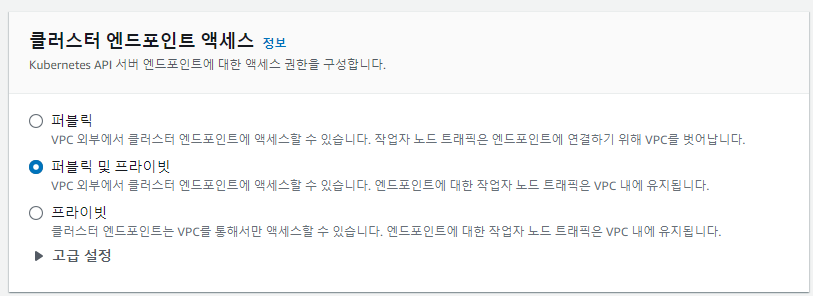 클러스터 엔드포인트 액세스 정보
Kubernetes API 서버 엔드포인트에 대한 액세스 권한을 구성합니다.
퍼블릭
VPC 외부에서 클러스터 엔드포인트에 액세스할 수 있습니다. 작업자 노드 트래픽은 엔드포인트에 연결하기 위해 VPC를 벗어납니다.
퍼블릭 및 프라이빗
VPC 외부에서 클러스터 엔드포인트에 액세스할 수 있습니다. 엔드포인트에 대한 작업자 노드 트래픽은 VPC 내에 유지됩니다.
프라이빗
클러스터 엔드포인트는 VPC를 통해서만 액세스할 수 있습니다. 엔드포인트에 대한 작업자 노드 트래픽은 VPC 내에 유지됩니다.
고급 설정